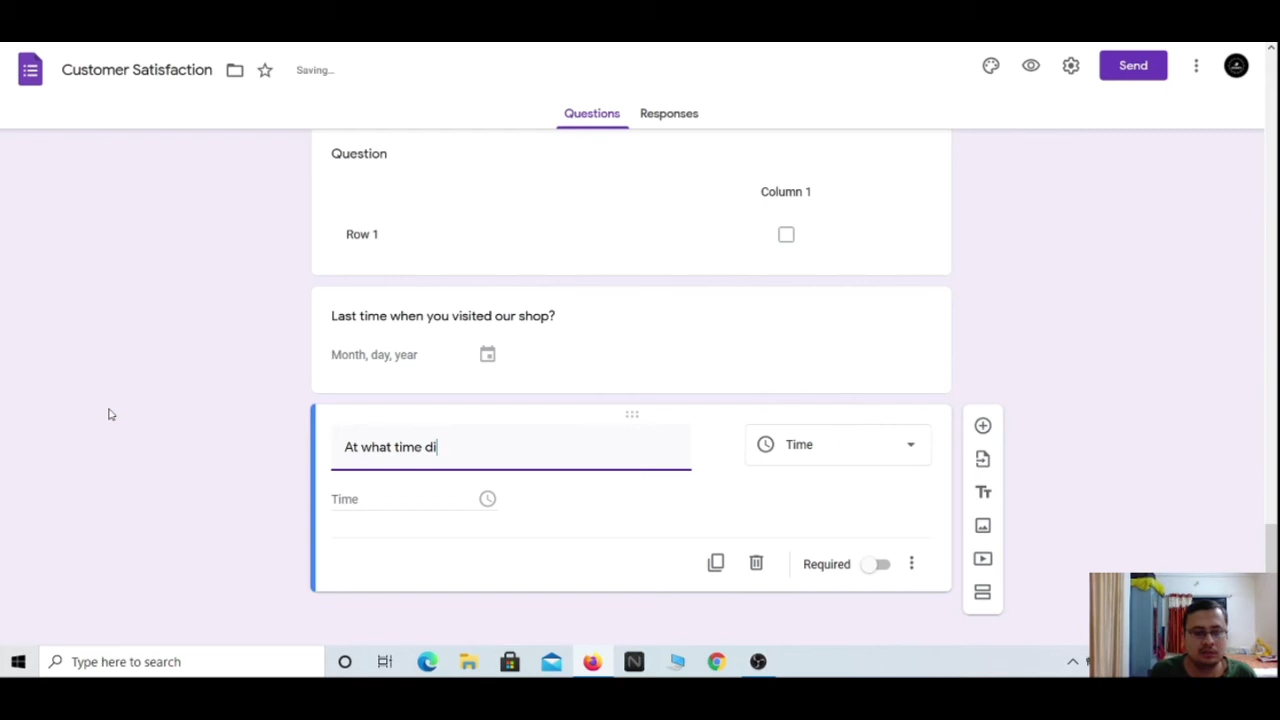 Customer Satisfaction
Saving...
Send
Questions
Responses
Question
Column 1
Row 1
Last time when you visited our shop?
Month, day, year
At what time di
Time
Time
Required
Type here to search